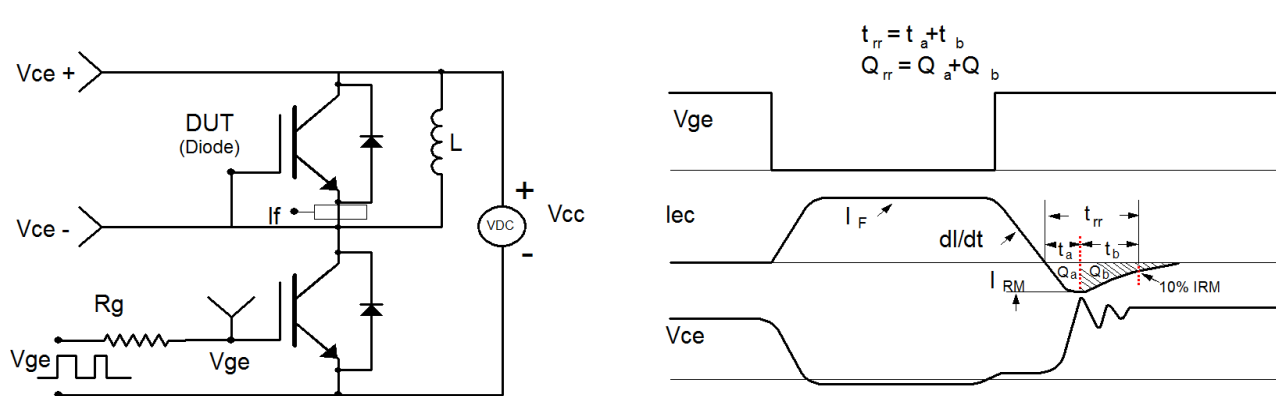 Vce +
DUT
(Diode)
L
+
VDC
Vcc
-
If
Vce -
Rg
Vge
Vge
t rr = t a+t b
Q rr = Q a+Q b
Vge
Iec
I F
dI/dt
t rr
t a
t b
Q a
Q b
I RM
10% IRM
Vce